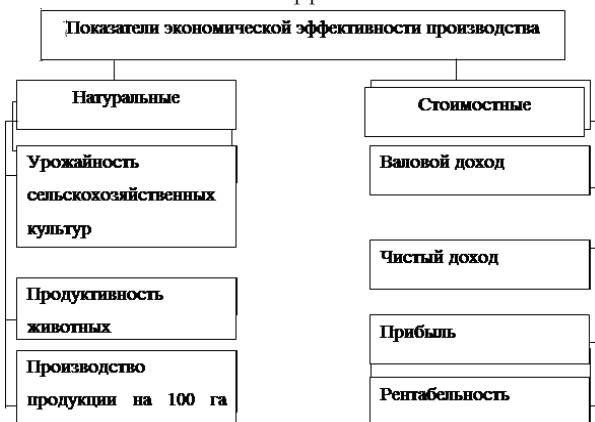 Показатели экономической эффективности производства
Натуральные
Стоимостные
Урожайность
сельскохозяйственных
культур
Валовой доход
Чистый доход
Продуктивность
животных
Прибыль
Производство
продукции на 100 га
Рентабельность